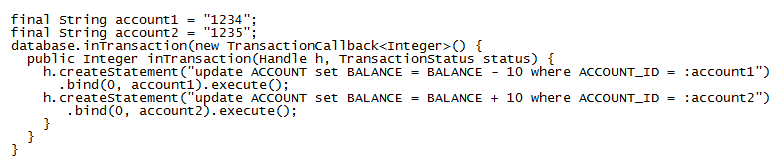 final String account1 = "1234";
final String account2 = "1235";
database.inTransaction(new TransactionCallback<Integer>() {
  public Integer inTransaction(Handle h, TransactionStatus status) {
    h.createStatement("update ACCOUNT set BALANCE = BALANCE - 10 where ACCOUNT_ID = :account1")
      .bind(0, account1).execute();
    h.createStatement("update ACCOUNT set BALANCE = BALANCE + 10 where ACCOUNT_ID = :account2")
       .bind(0, account2).execute();
    }
  }
}